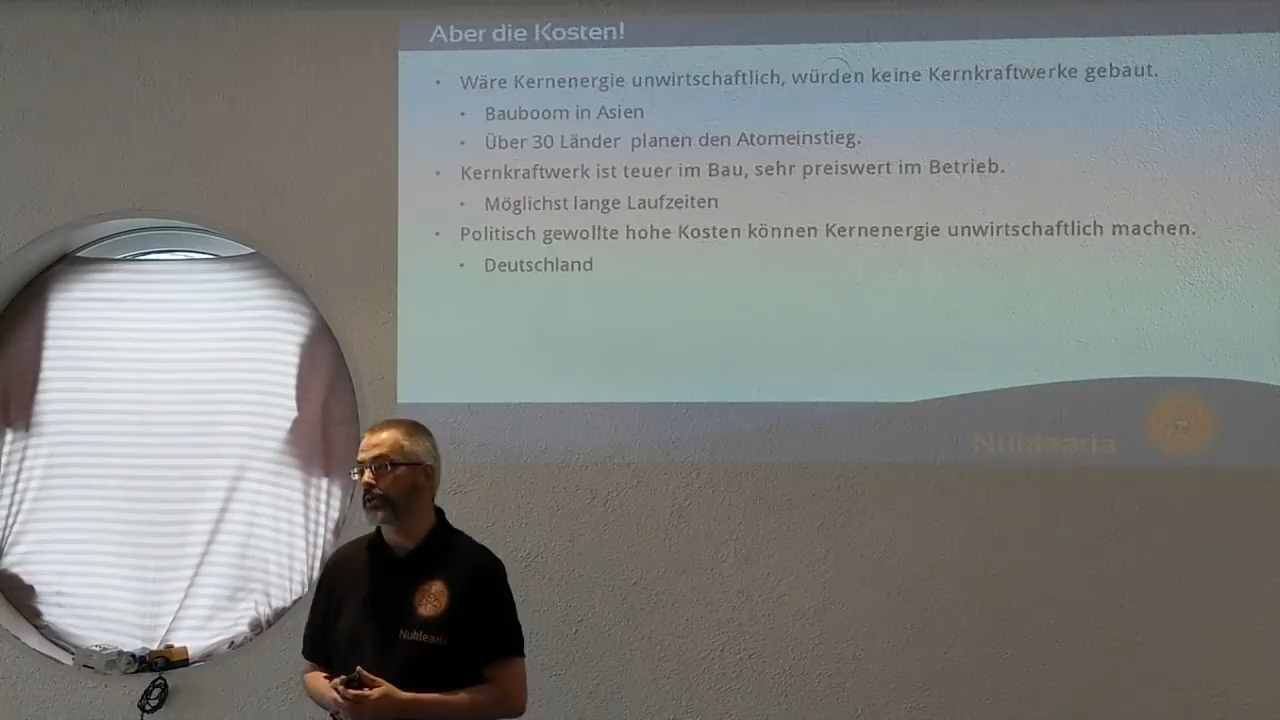 Aber die Kosten!
• Wäre Kernenergie unwirtschaftlich, würden keine Kernkraftwerke gebaut.
• Bauboom in Asien
• Über 30 Länder planen den Atomeinstieg.
• Kernkraftwerk ist teuer im Bau, sehr preiswert im Betrieb.
• Möglichst lange Laufzeiten
• Politisch gewollte hohe Kosten können Kernenergie unwirtschaftlich machen.
• Deutschland
Nuklearia
Nuklearia